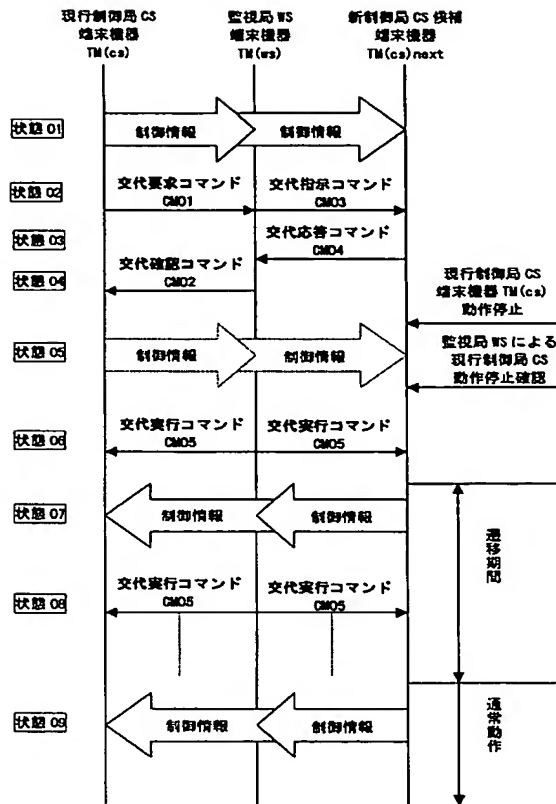 現行制御局 CS
端末機器
TM(cs)
監視局 WS
端末機器
TM(ws)
新制御局 CS 候補
端末機器
TM(cs)next
状態 01
制御情報
制御情報
状態 02
交代要求コマンド
CM01
交代指示コマンド
CM03
状態 03
交代応答コマンド
CM04
状態 04
交代確認コマンド
CM02
現行制御局 CS
端末機器 TM(cs)
動作停止
状態 05
制御情報
制御情報
監視局 WS による
現行制御局 CS
動作停止確認
状態 06
交代実行コマンド
CM05
交代実行コマンド
CM05
状態 07
制御情報
制御情報
遷移期間
状態 08
交代実行コマンド
CM05
交代実行コマンド
CM05
状態 09
制御情報
制御情報
通常動作